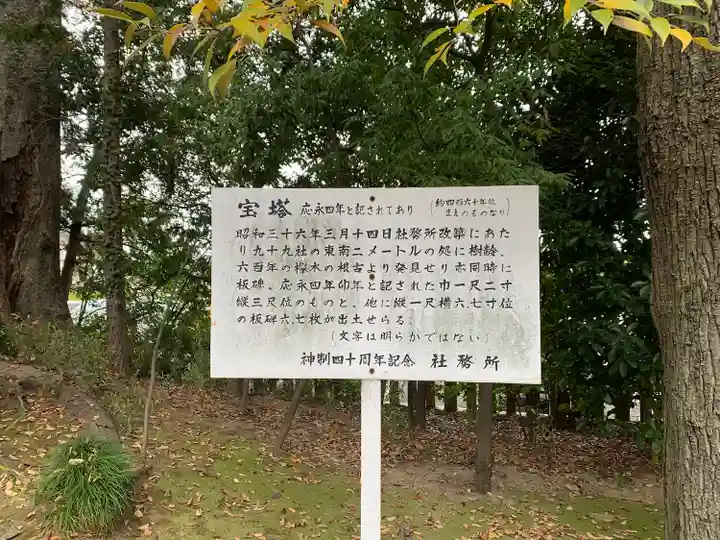 宝塔 応永四年と記されてあり (約四百六十年位
まえのものなり)
昭和三十六年三月十四日社務所改築にあた
り九十九社の東南二メートルの処に樹齢、
六百年の欅木の根古より発見せり亦同時に
板碑、応永四年卯年と記された巾一尺二寸
縦三尺位のものと、他に縦一尺横六七寸位
の板碑六、七枚が出土せらる。
(文字は明らかではない)
神制四十周年記念 社務所